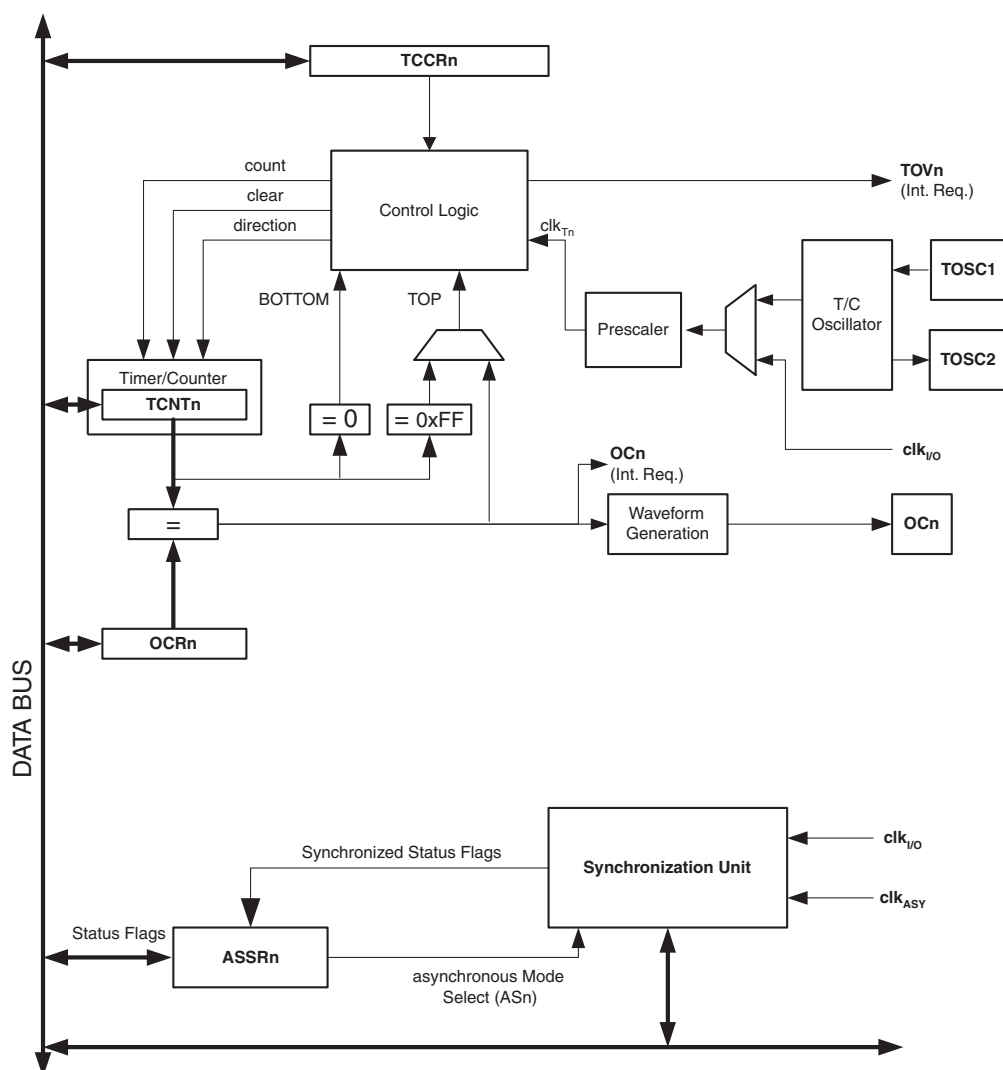 TCCRn
count
clear
direction
Control Logic
TOVn
(Int. Req.)
clkTn
BOTTOM
TOP
Prescaler
T/C
Oscillator
TOSC1
TOSC2
Timer/Counter
TCNTn
= 0
= 0xFF
OCn
(Int. Req.)
clkI/O
=
Waveform
Generation
OCn
OCRn
DATA BUS
Synchronized Status Flags
Synchronization Unit
clkI/O
clkASY
Status Flags
ASSRn
asynchronous Mode
Select (ASn)